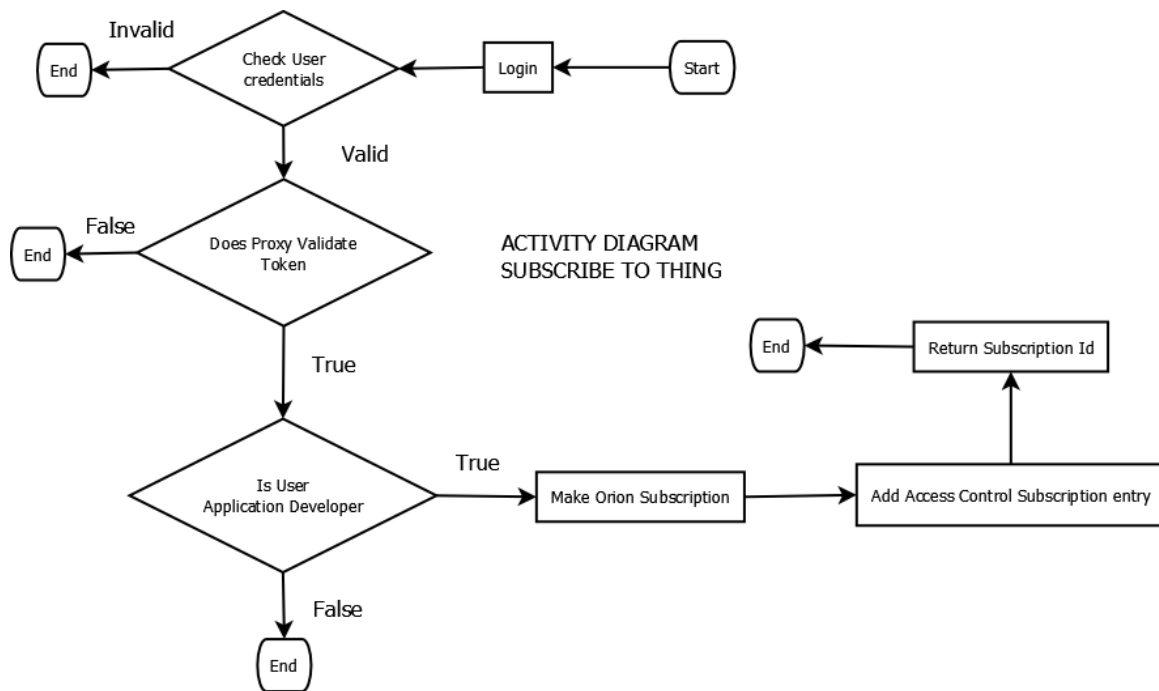 Invalid
End
Check User
credentials
Login
Start
Valid
False
End
Does Proxy Validate
Token
ACTIVITY DIAGRAM
SUBSCRIBE TO THING
True
End
Return Subscription Id
Is User
Application Developer
True
Make Orion Subscription
Add Access Control Subscription entry
False
End